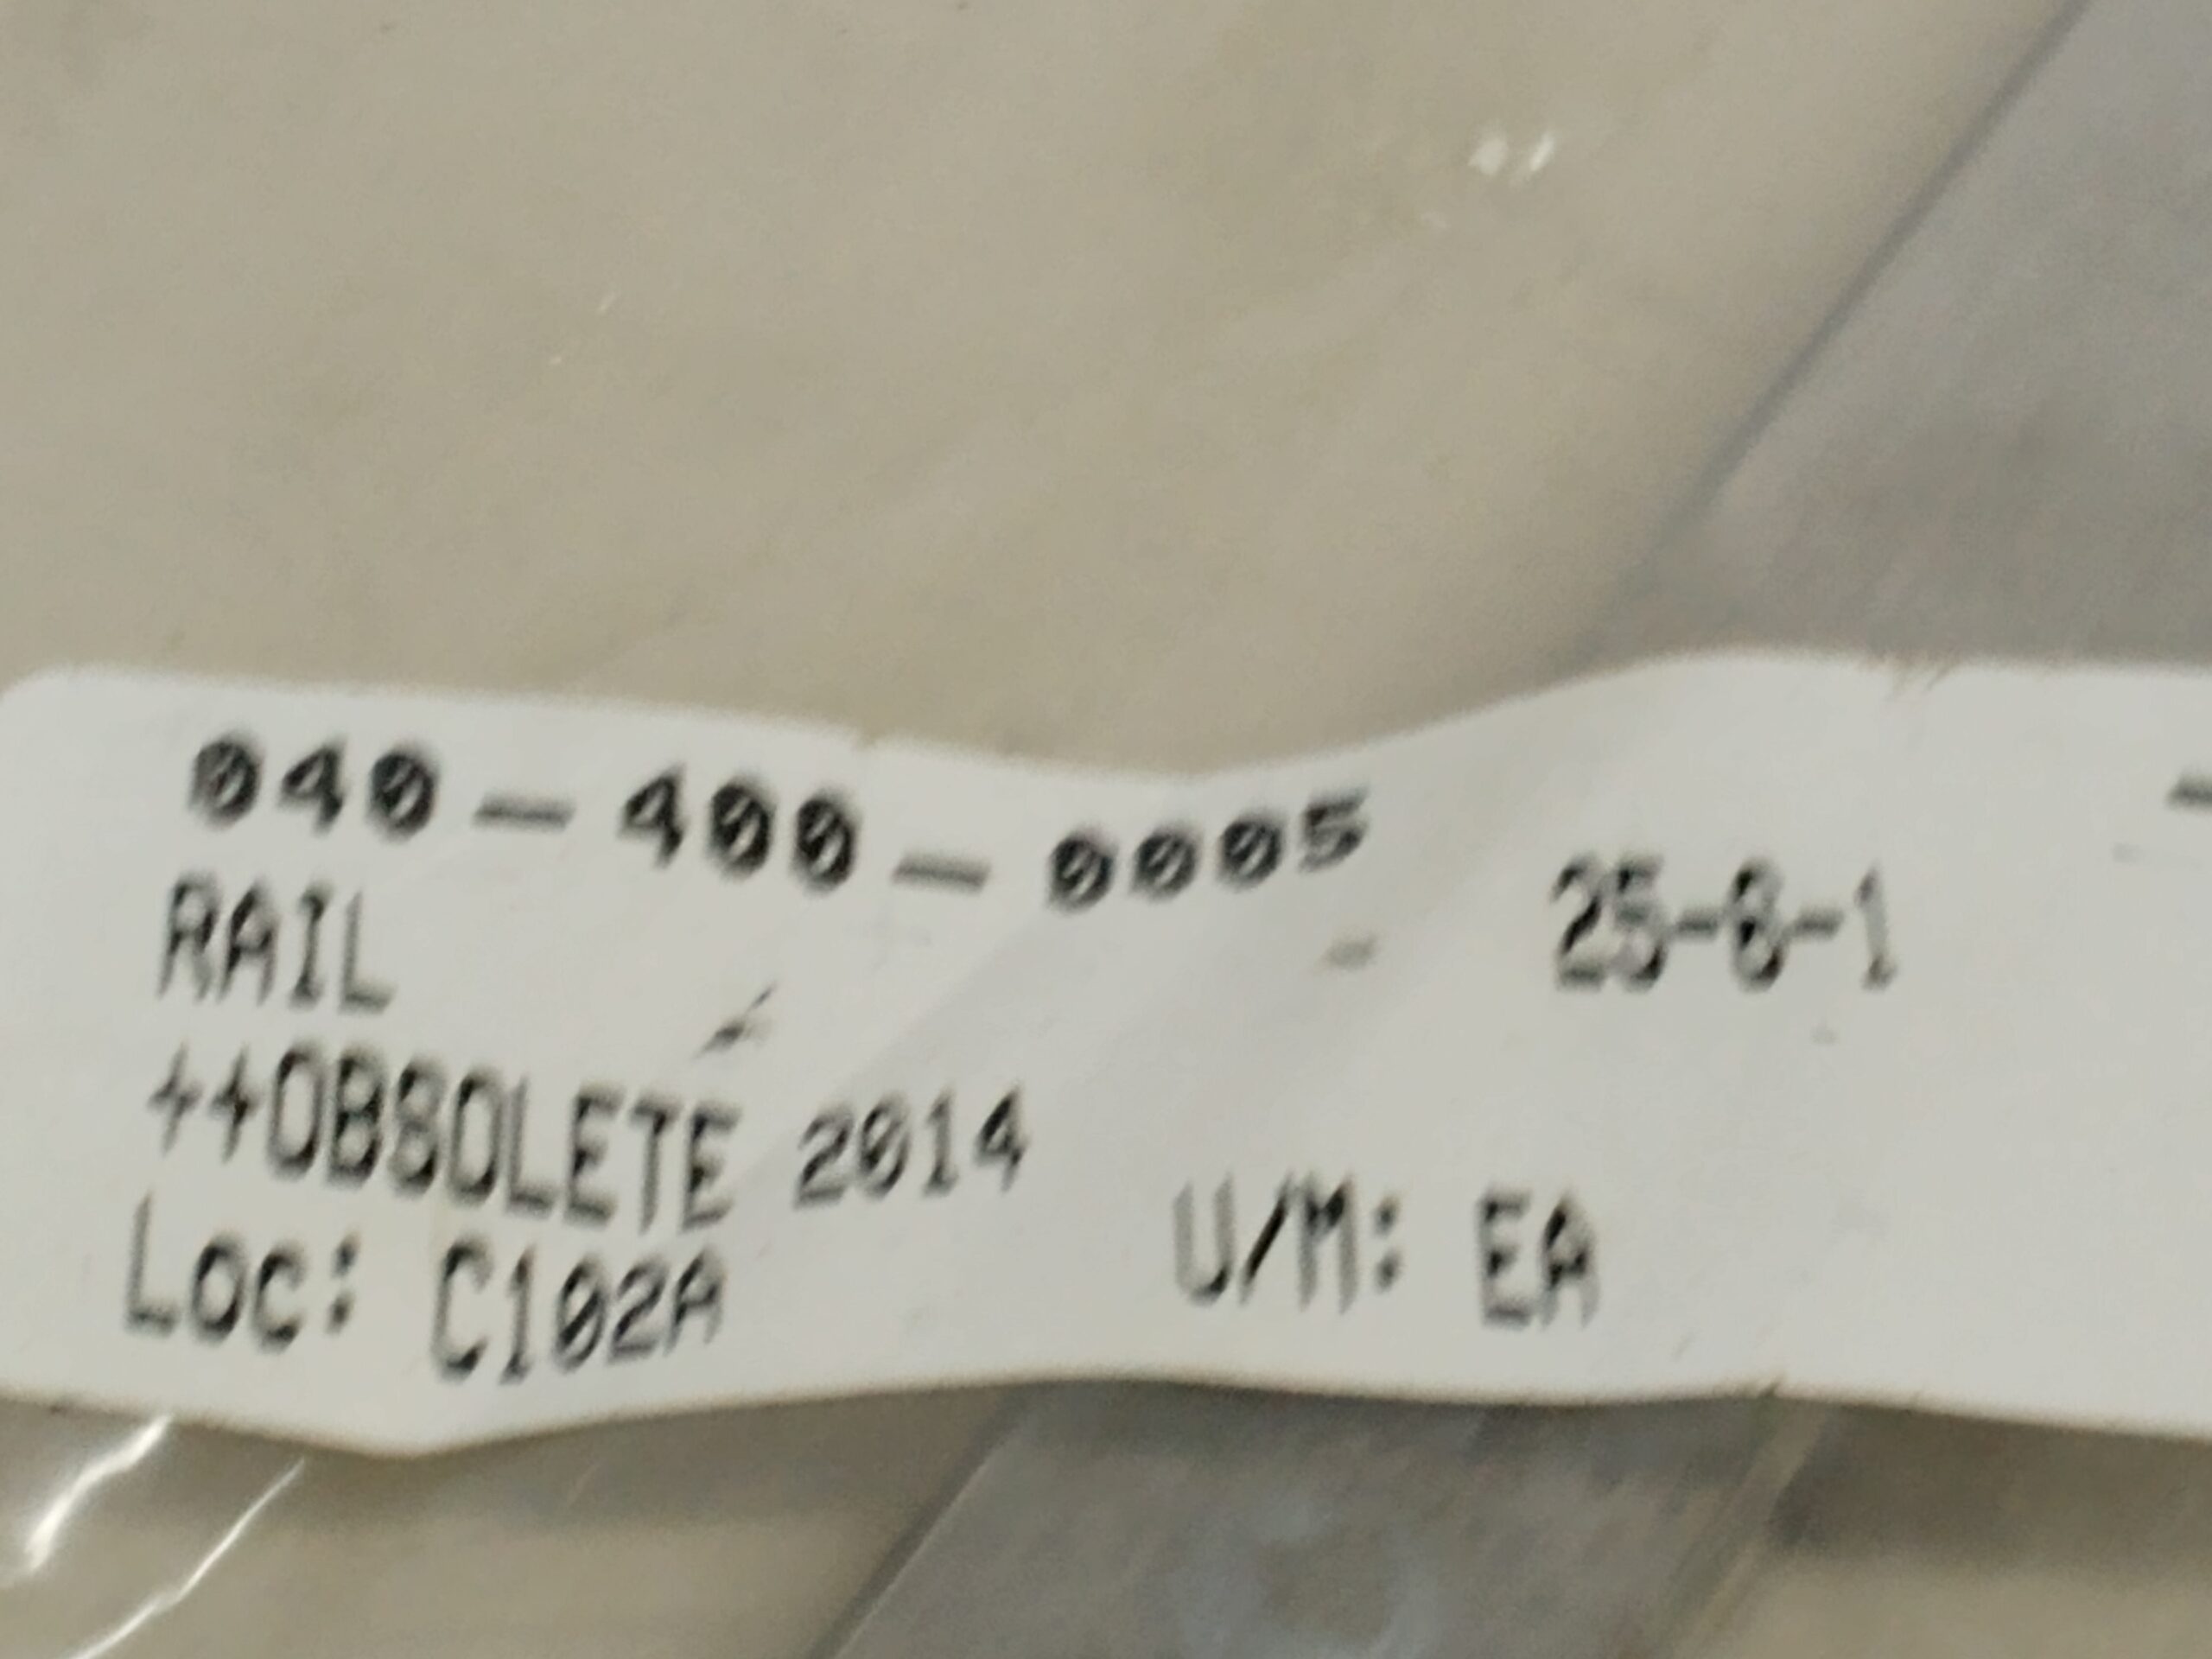 040-400-0005
RAIL
25-8-1
++OBSOLETE 2014
Loc: C102A U/M: EA